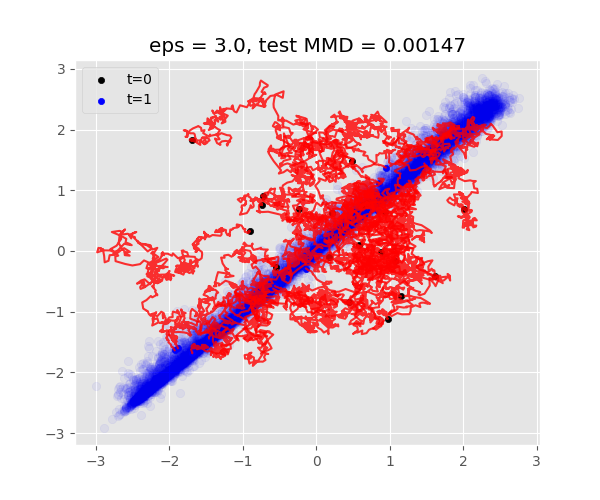 eps = 3.0, test MMD = 0.00147
t=0
t=1
3
2
1
0
−1
−2
−3
−3 −2 −1 0 1 2 3